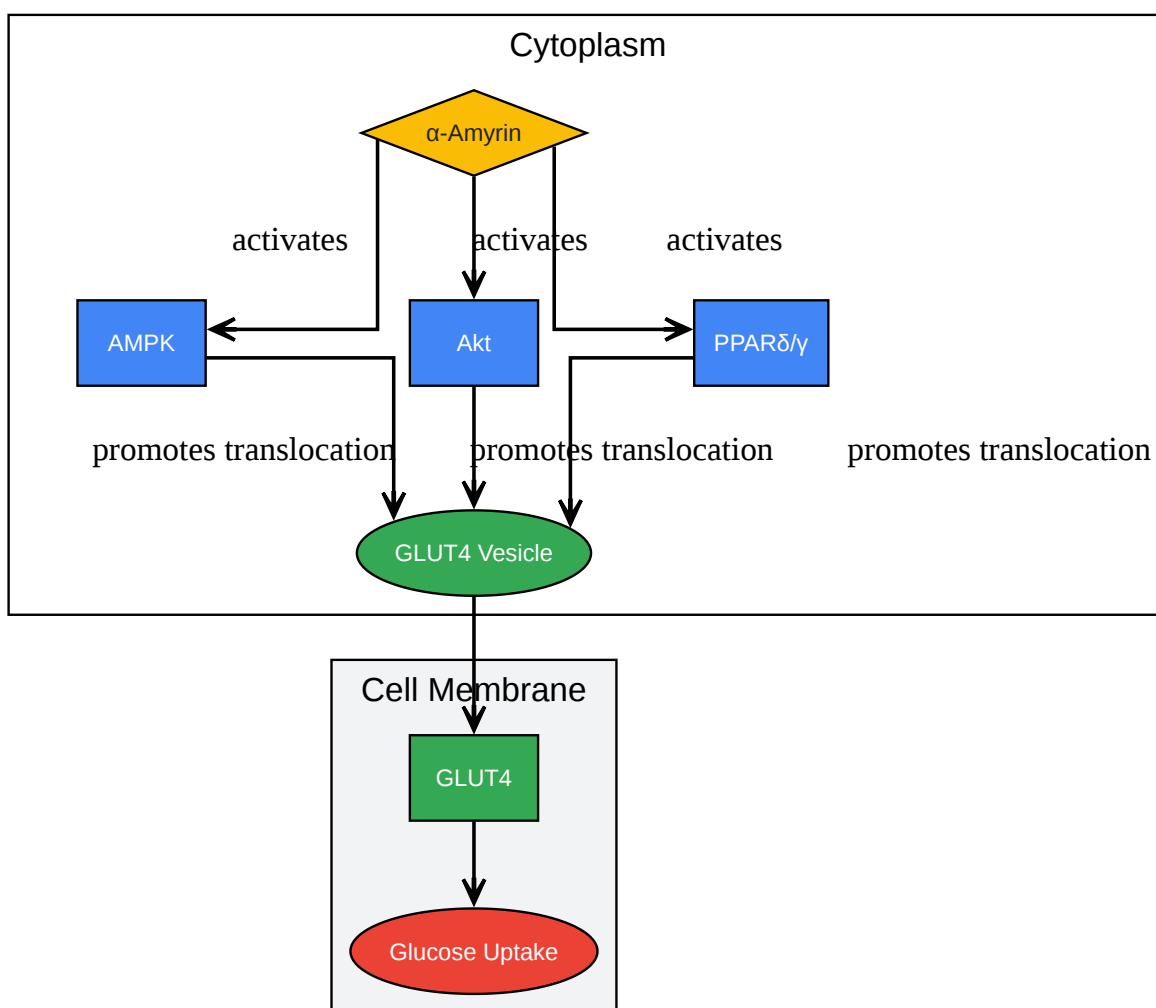 Cytoplasm
α-Amyrin
activates
activates
activates
AMPK
Akt
PPARδ/γ
promotes translocation
promotes translocation
promotes translocation
GLUT4 Vesicle
Cell Membrane
GLUT4
Glucose Uptake